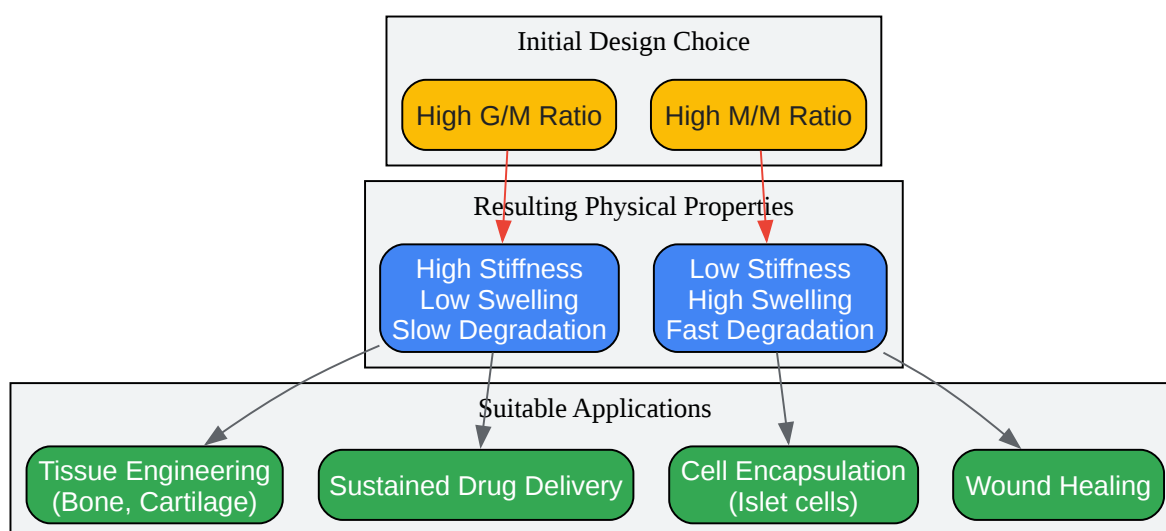 Initial Design Choice
High G/M Ratio
High M/M Ratio
Resulting Physical Properties
High Stiffness
Low Swelling
Slow Degradation
Low Stiffness
High Swelling
Fast Degradation
Suitable Applications
Tissue Engineering
(Bone, Cartilage)
Sustained Drug Delivery
Cell Encapsulation
(Islet cells)
Wound Healing